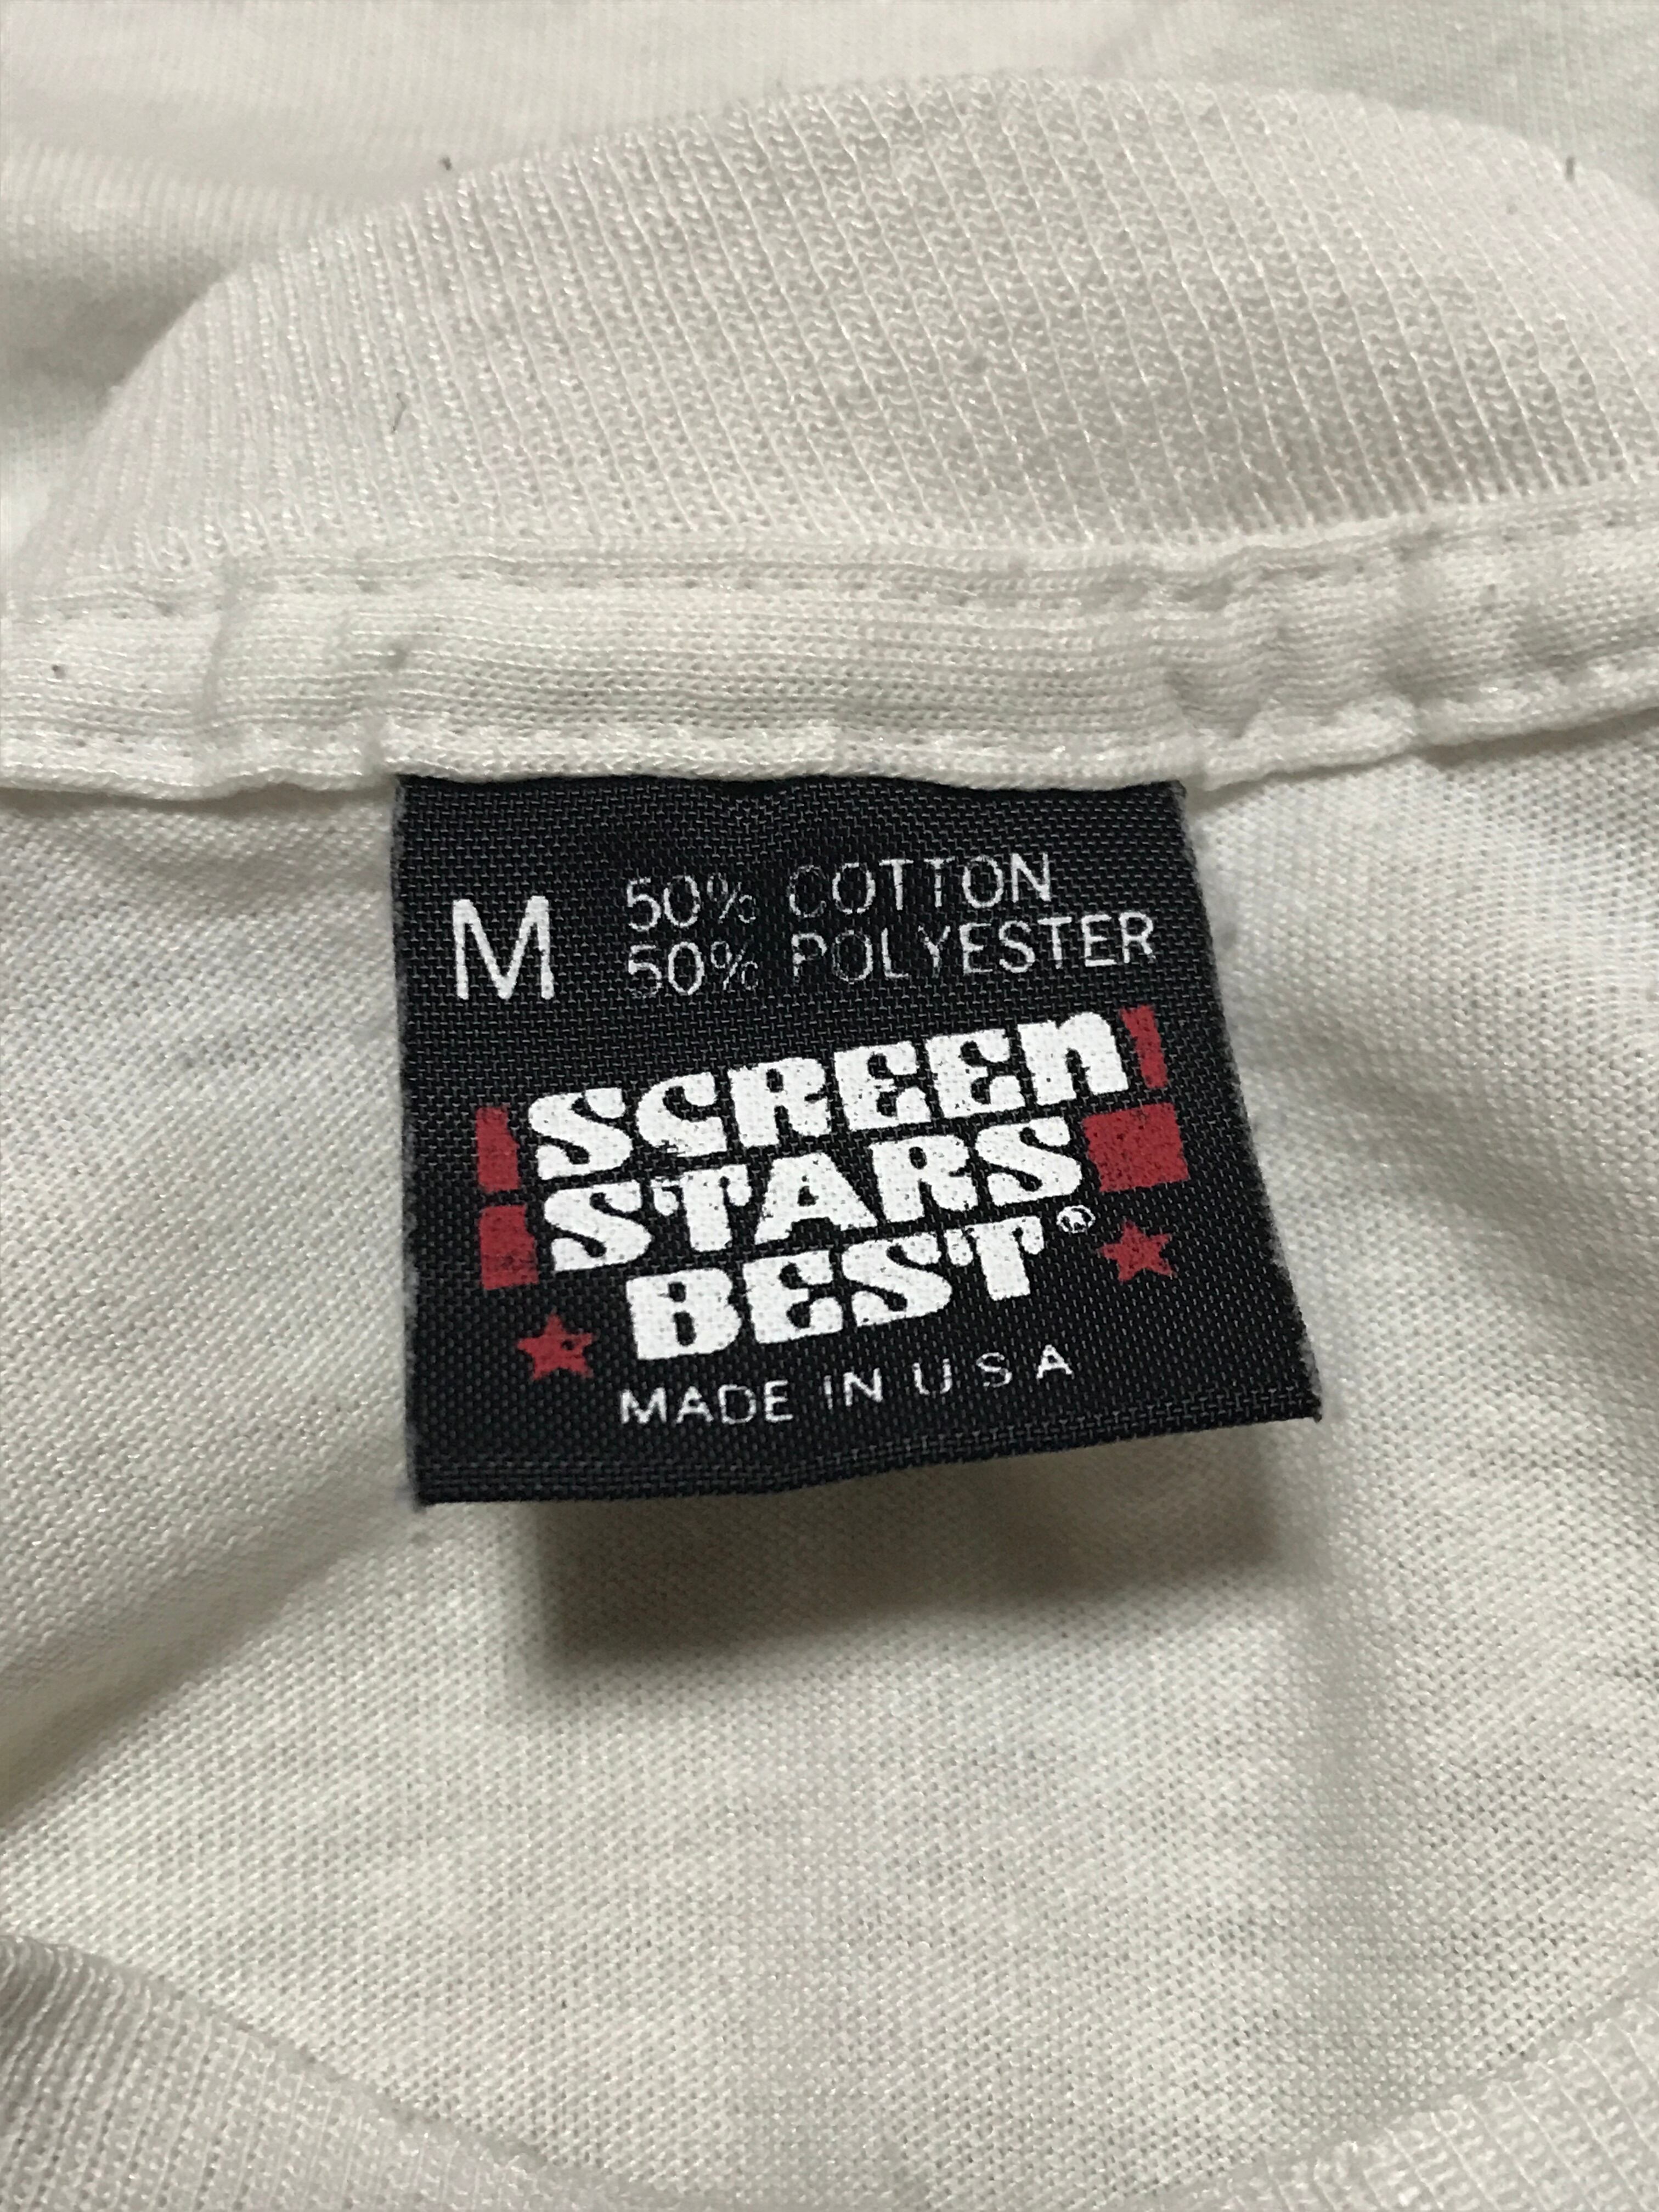 M 50% COTTON
50% POLYESTER
SCREEN
STARS
BEST®
MADE IN U S A